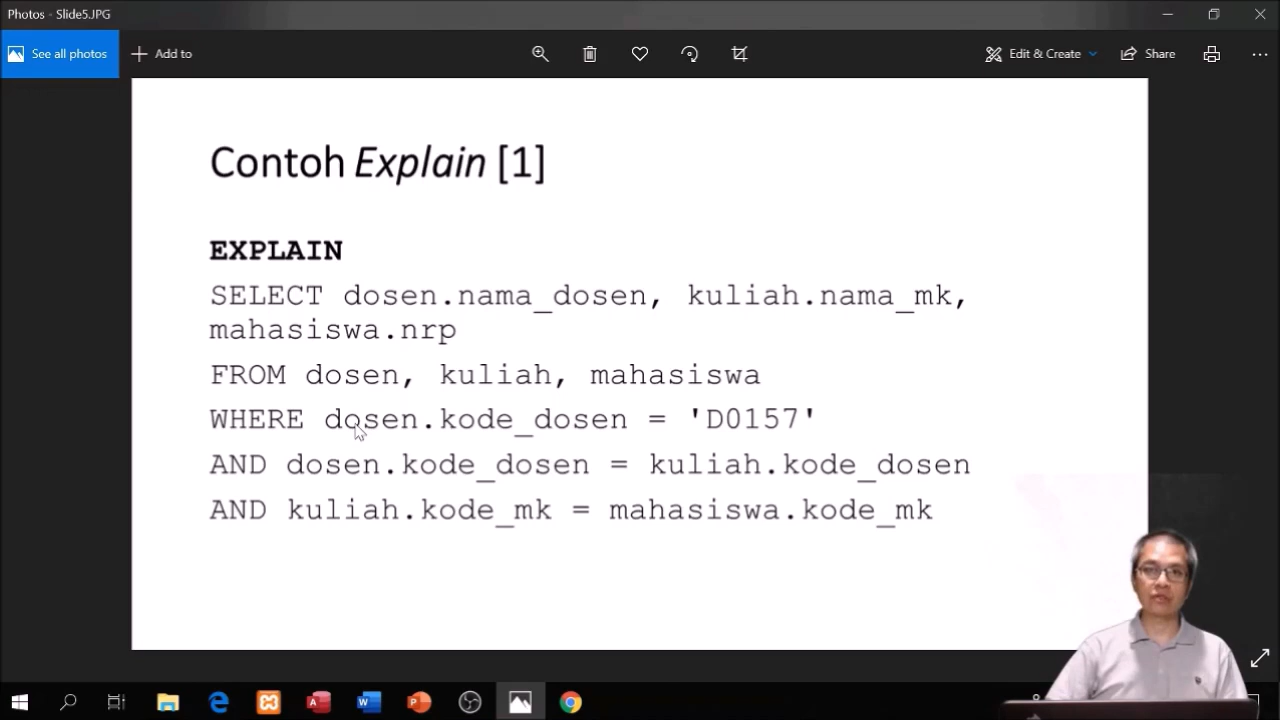 Photos - Slide5.JPG
See all photos
Add to
Edit & Create
Share
Contoh Explain [1]
EXPLAIN
SELECT dosen.nama_dosen, kuliah.nama_mk,
mahasiswa.nrp
FROM dosen, kuliah, mahasiswa
WHERE dosen.kode_dosen = 'D0157'
AND dosen.kode_dosen = kuliah.kode_dosen
AND kuliah.kode_mk = mahasiswa.kode_mk